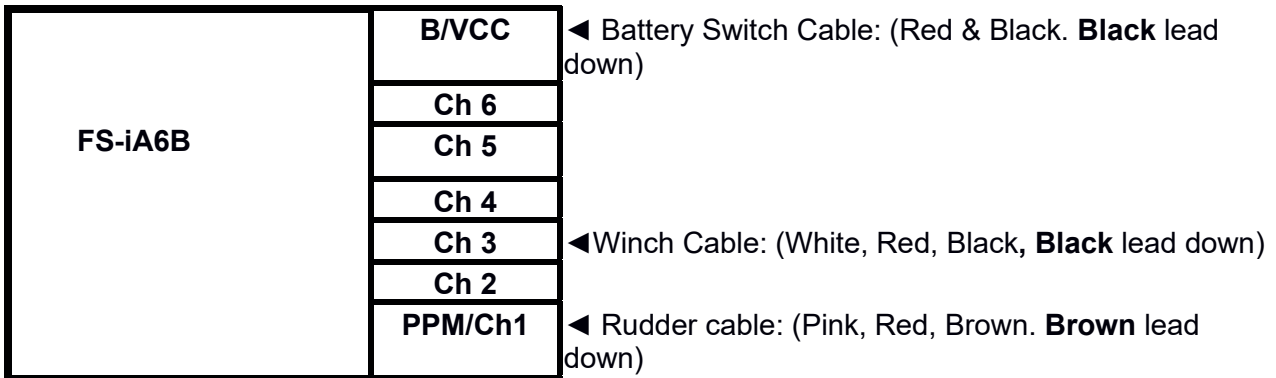 B/VCC ◄ Battery Switch Cable: (Red & Black. Black lead
down)
Ch 6
FS-iA6B
Ch 5
Ch 4
Ch 3 ◄Winch Cable: (White, Red, Black, Black lead down)
Ch 2
PPM/Ch1 ◄ Rudder cable: (Pink, Red, Brown. Brown lead
down)